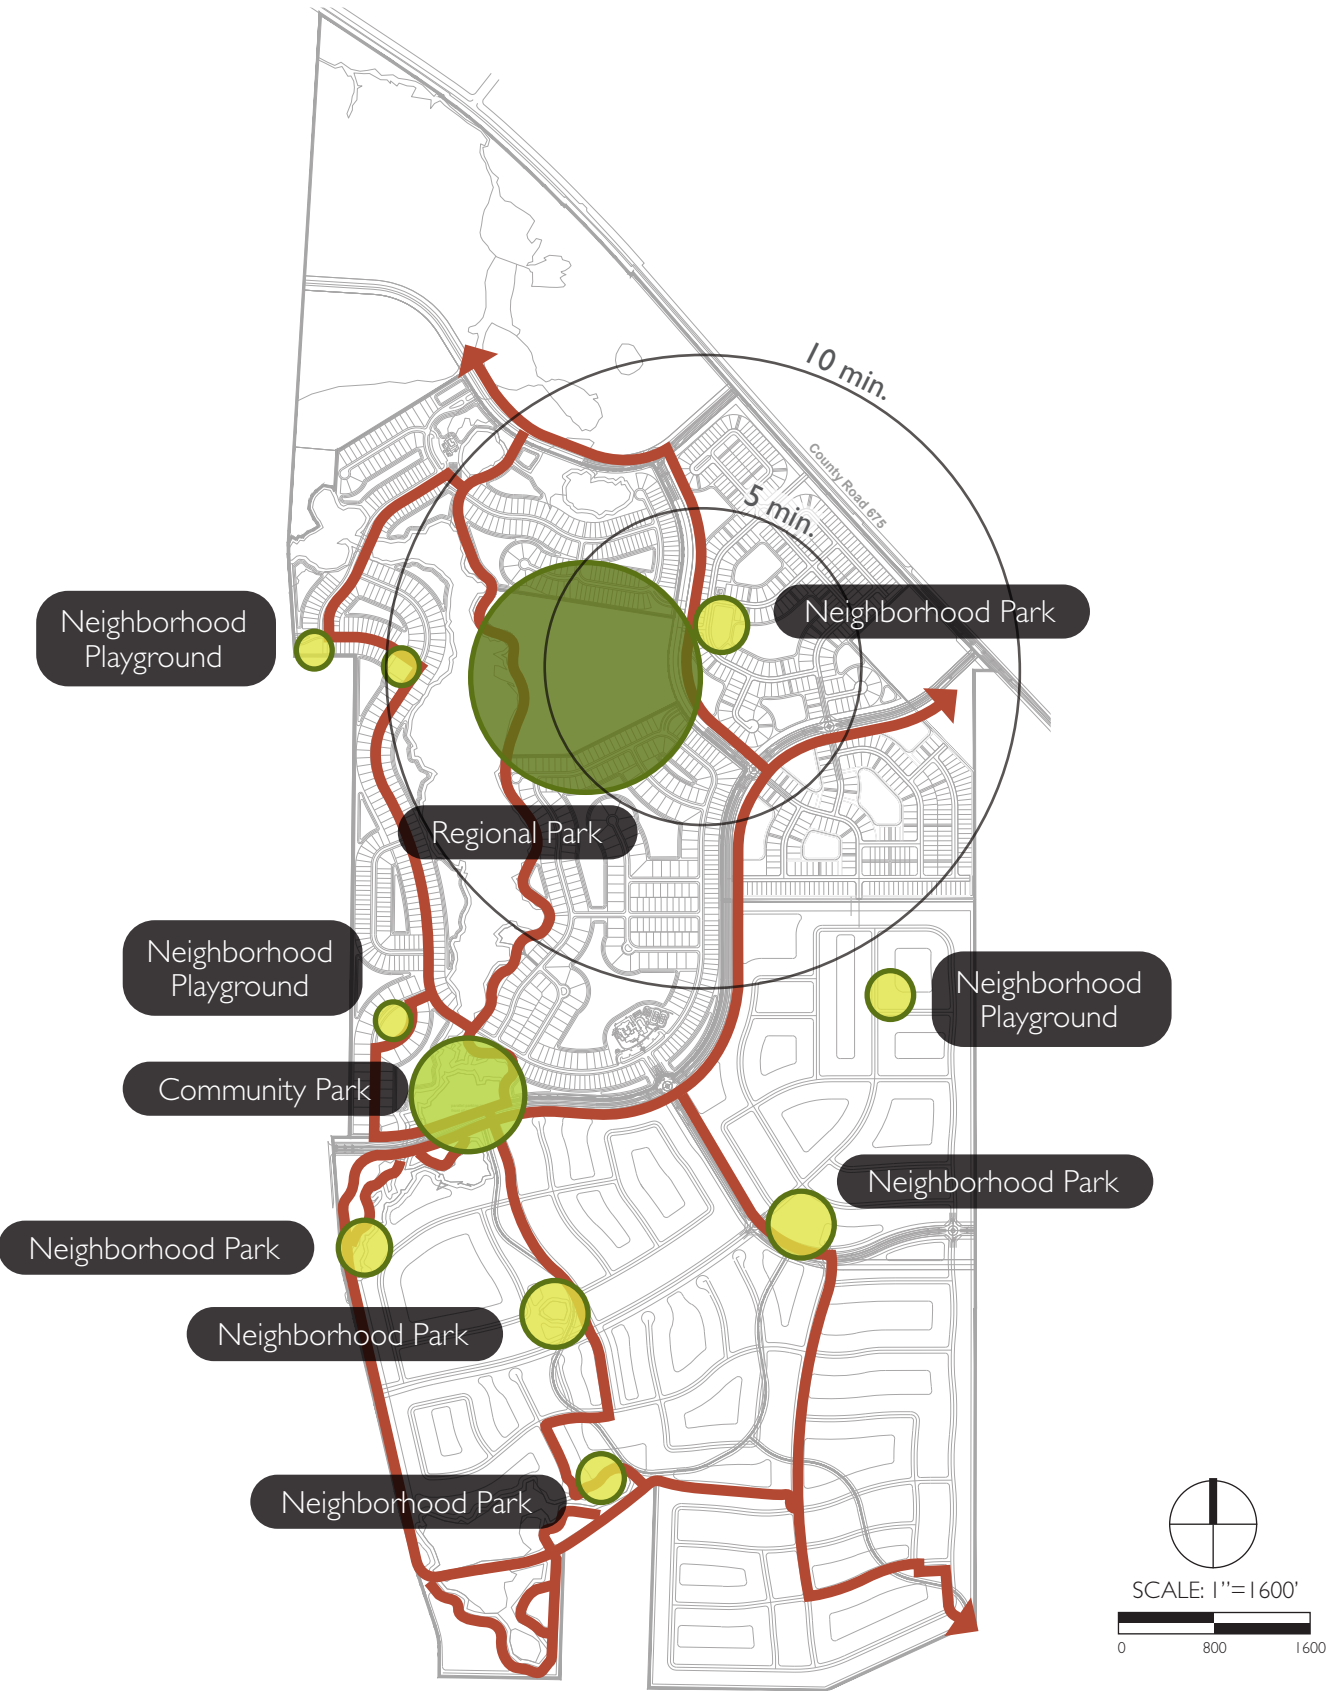 10 min.
5 min.
County Road 675
Neighborhood Park
Neighborhood
Playground
Regional Park
Neighborhood
Playground
Neighborhood
Playground
Community Park
Neighborhood Park
Neighborhood Park
Neighborhood Park
Neighborhood Park
SCALE: 1''=1600'
0 800 1600